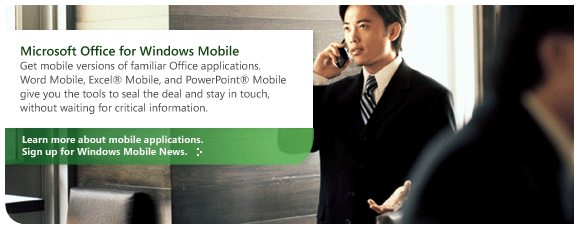 Microsoft Office for Windows Mobile
Get mobile versions of familiar Office applications.
Word Mobile, Excel® Mobile, and PowerPoint® Mobile
give you the tools to seal the deal and stay in touch,
without waiting for critical information.
Learn more about mobile applications.
Sign up for Windows Mobile News.